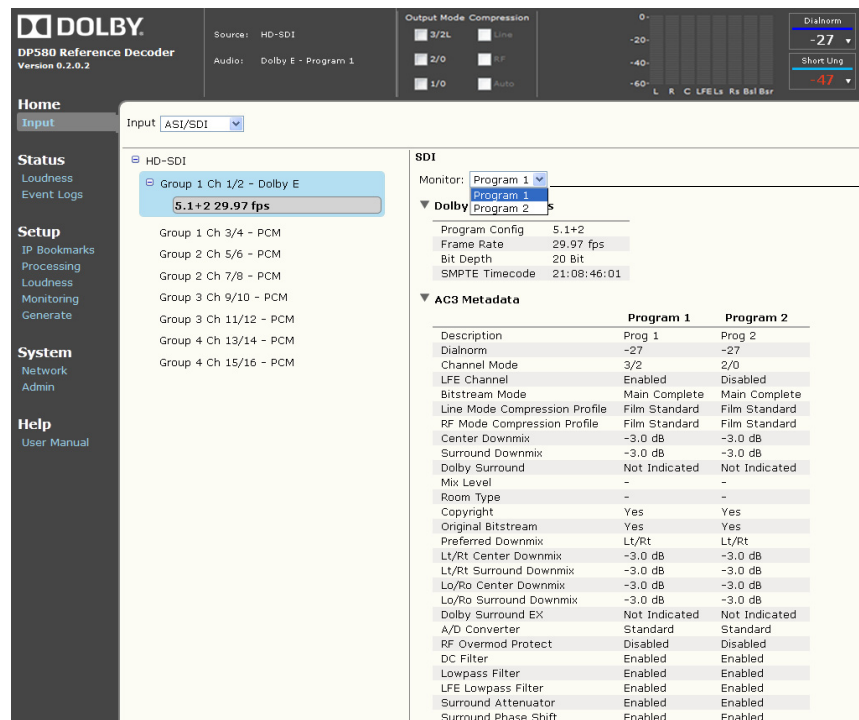 DOLBY.
DP580 Reference Decoder
Version 0.2.0.2
Source: HD-SDI
Audio: Dolby E - Program 1
Output Mode Compression
3/2L Line
2/0 RF
1/0 Auto
0-
-20-
-40-
-60-
L R C LFE Ls Rs Bsl Bsr
Dialnorm
-27
Short Ung
-47
Home
Input
Status
Loudness
Event Logs
Setup
IP Bookmarks
Processing
Loudness
Monitoring
Generate
System
Network
Admin
Help
User Manual
Input ASI/SDI
HD-SDI
Group 1 Ch 1/2 - Dolby E
5.1+2 29.97 fps
Group 1 Ch 3/4 - PCM
Group 2 Ch 5/6 - PCM
Group 2 Ch 7/8 - PCM
Group 3 Ch 9/10 - PCM
Group 3 Ch 11/12 - PCM
Group 4 Ch 13/14 - PCM
Group 4 Ch 15/16 - PCM
SDI
Monitor: Program 1
Program 1
Program 2
Dolby
Program Config 5.1+2
Frame Rate 29.97 fps
Bit Depth 20 Bit
SMPTE Timecode 21:08:46:01
AC3 Metadata
Program 1 Program 2
Description Prog 1 Prog 2
Dialnorm -27 -27
Channel Mode 3/2 2/0
LFE Channel Enabled Disabled
Bitstream Mode Main Complete Main Complete
Line Mode Compression Profile Film Standard Film Standard
RF Mode Compression Profile Film Standard Film Standard
Center Downmix -3.0 dB -3.0 dB
Surround Downmix -3.0 dB -3.0 dB
Dolby Surround Not Indicated Not Indicated
Mix Level - -
Room Type - -
Copyright Yes Yes
Original Bitstream Yes Yes
Preferred Downmix Lt/Rt Lt/Rt
Lt/Rt Center Downmix -3.0 dB -3.0 dB
Lt/Rt Surround Downmix -3.0 dB -3.0 dB
Lo/Ro Center Downmix -3.0 dB -3.0 dB
Lo/Ro Surround Downmix -3.0 dB -3.0 dB
Dolby Surround EX Not Indicated Not Indicated
A/D Converter Standard Standard
RF Overmod Protect Disabled Disabled
DC Filter Enabled Enabled
Lowpass Filter Enabled Enabled
LFE Lowpass Filter Enabled Enabled
Surround Attenuator Enabled Enabled
Surround Phase Shift Enabled Enabled